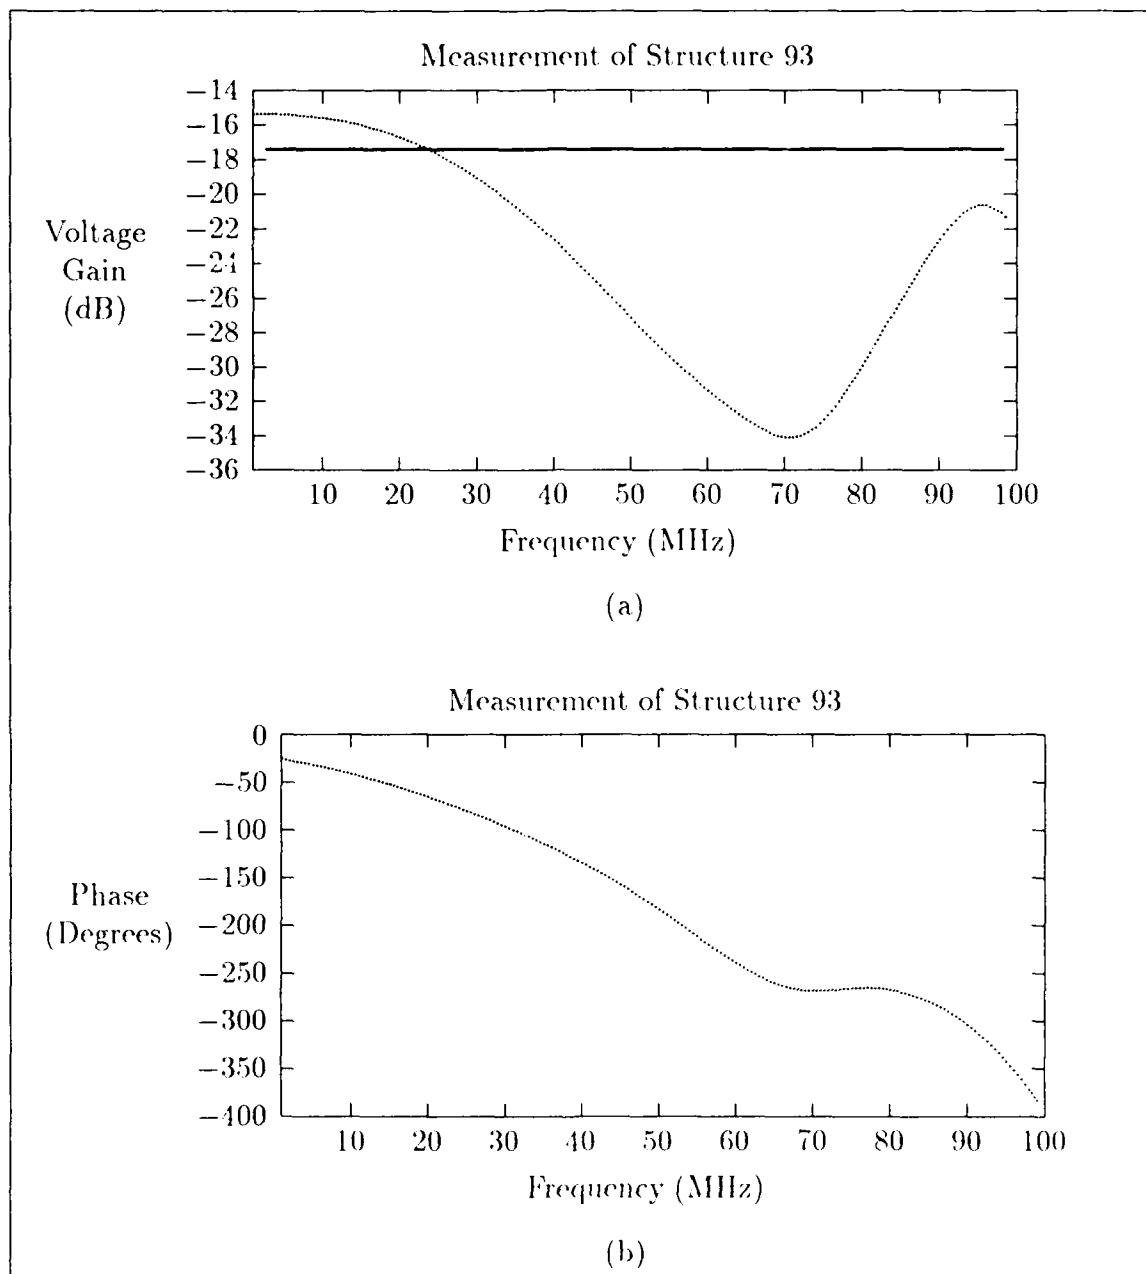 Measurement of Structure 93
−14
−16
−18
−20
−22
−24
−26
−28
−30
−32
−34
−36
Voltage
Gain
(dB)
10 20 30 40 50 60 70 80 90 100
Frequency (MHz)
(a)
Measurement of Structure 93
0
−50
−100
−150
−200
−250
−300
−350
−400
Phase
(Degrees)
10 20 30 40 50 60 70 80 90 100
Frequency (MHz)
(b)